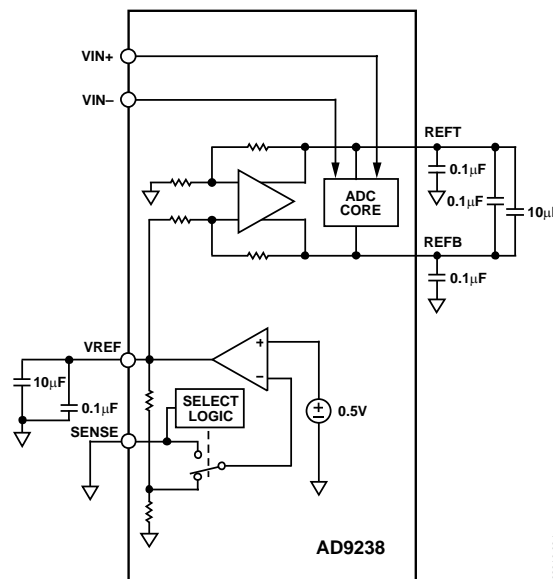 VIN+
VIN–
REFT
0.1µF
ADC
CORE
0.1µF
10µF
REFB
0.1µF
VREF
+
–
10µF
0.1µF
SELECT
LOGIC
0.5V
SENSE
AD9238